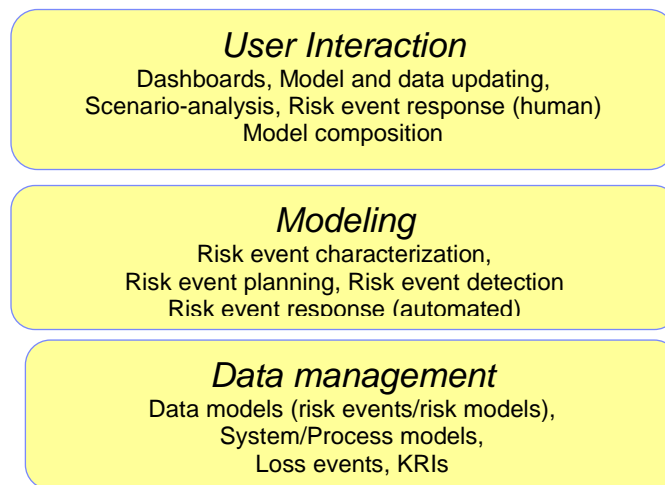 User Interaction
Dashboards, Model and data updating,
Scenario-analysis, Risk event response (human)
Model composition
Modeling
Risk event characterization,
Risk event planning, Risk event detection
Risk event response (automated)
Data management
Data models (risk events/risk models),
System/Process models,
Loss events, KRIs